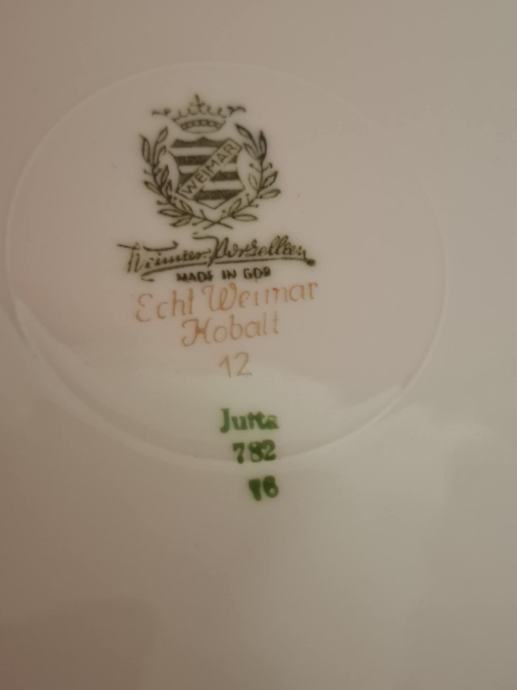 WEIMAR
Weimar-Porzellan
MADE IN GDR
Echt Weimar
Kobalt
12
Jutta
782
76